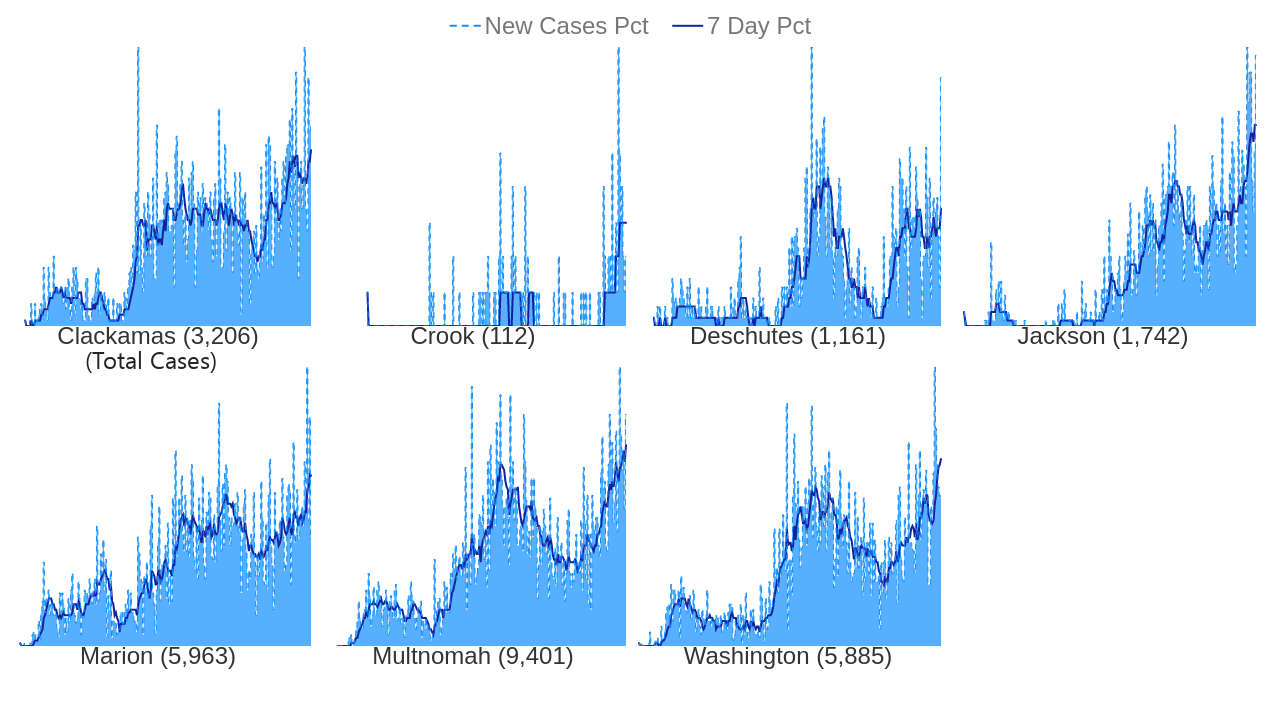 New Cases Pct 7 Day Pct
Clackamas (3,206) Crook (112) Deschutes (1,161) Jackson (1,742)
(Total Cases)
Marion (5,963) Multnomah (9,401) Washington (5,885)